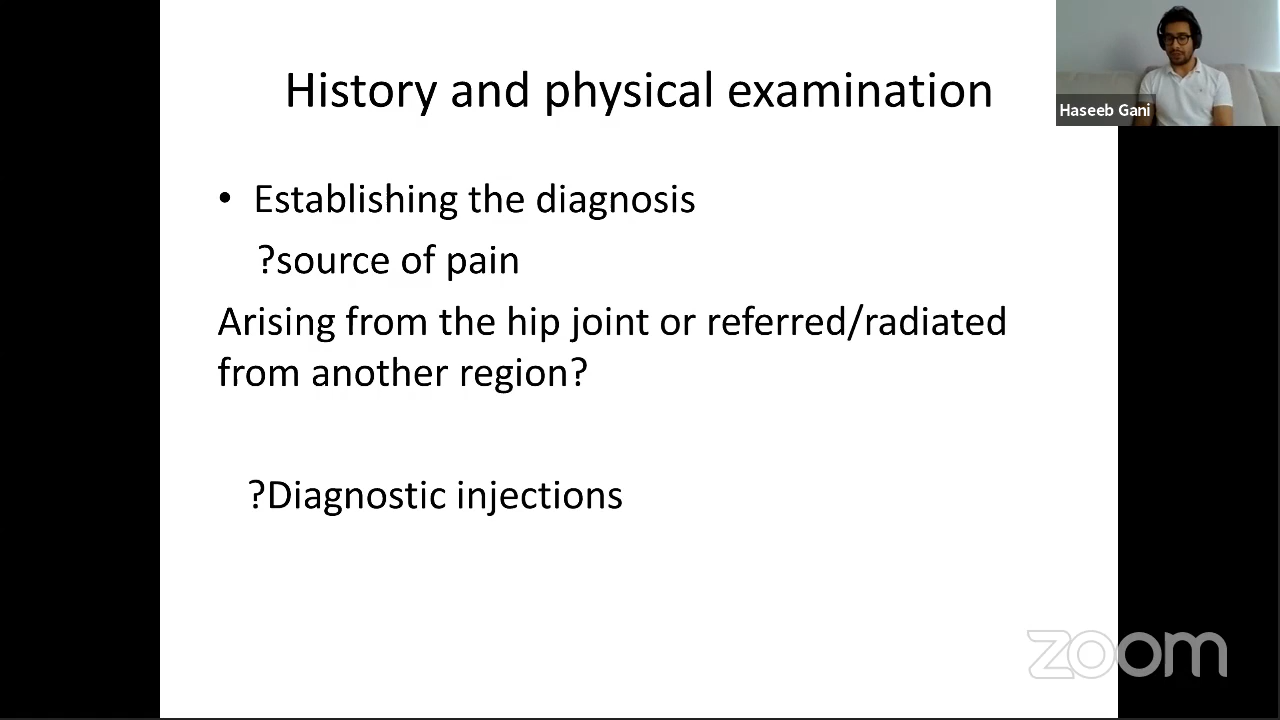 History and physical examination
Haseeb Gani
• Establishing the diagnosis
?source of pain
Arising from the hip joint or referred/radiated
from another region?
?Diagnostic injections
zoom